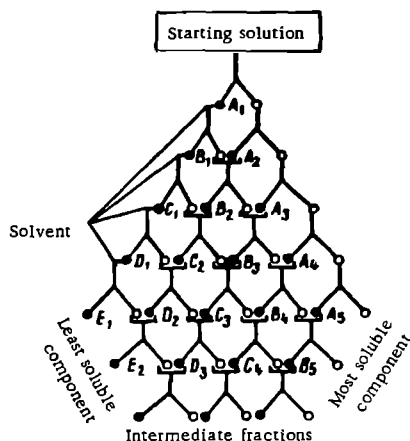 Starting solution
A₁
B₁ A₂
C₁ B₂ A₃
Solvent
D₁ C₂ B₃ A₄
E₁ D₂ C₃ B₄ A₅
E₂ D₃ C₄ B₅
Least soluble
component
Most soluble
component
Intermediate fractions